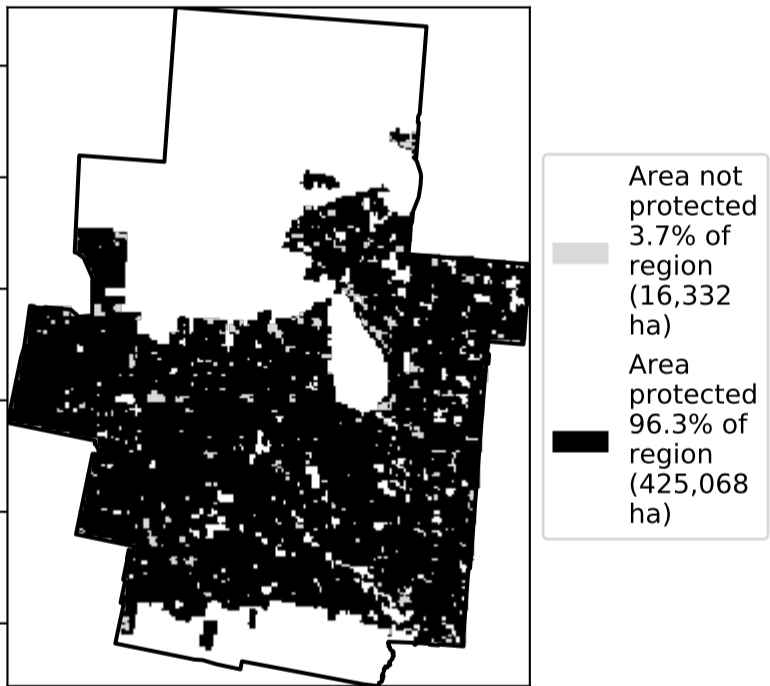 Area not
protected
3.7% of
region
(16,332
ha)
Area
protected
96.3% of
region
(425,068
ha)